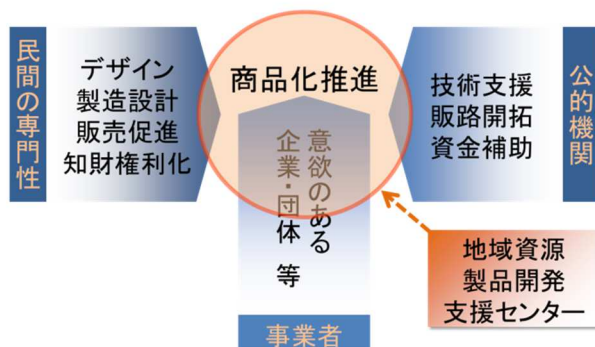 民間の専門性
デザイン
製造設計
販売促進
知財権利化
商品化推進
意欲のある
企業・団体 等
事業者
技術支援
販路開拓
資金補助
公的機関
地域資源
製品開発
支援センター